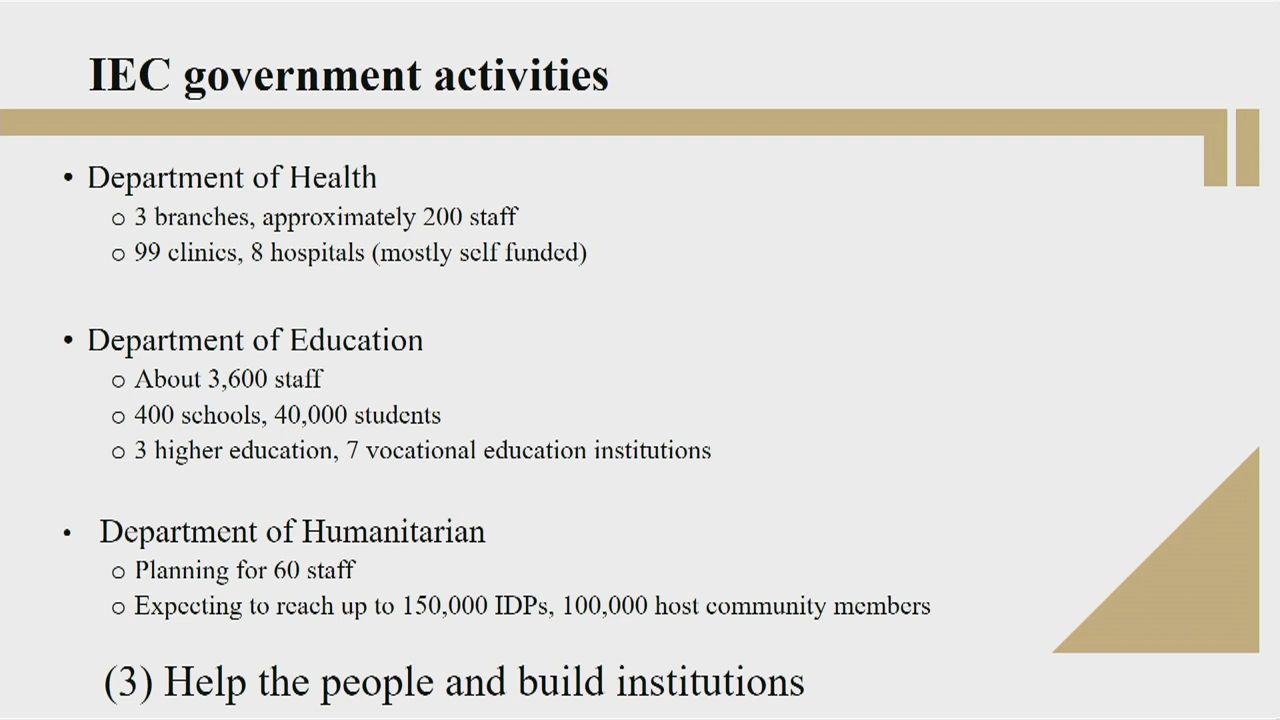 IEC government activities
• Department of Health
o 3 branches, approximately 200 staff
o 99 clinics, 8 hospitals (mostly self funded)
• Department of Education
o About 3,600 staff
o 400 schools, 40,000 students
o 3 higher education, 7 vocational education institutions
• Department of Humanitarian
o Planning for 60 staff
o Expecting to reach up to 150,000 IDPs, 100,000 host community members
(3) Help the people and build institutions